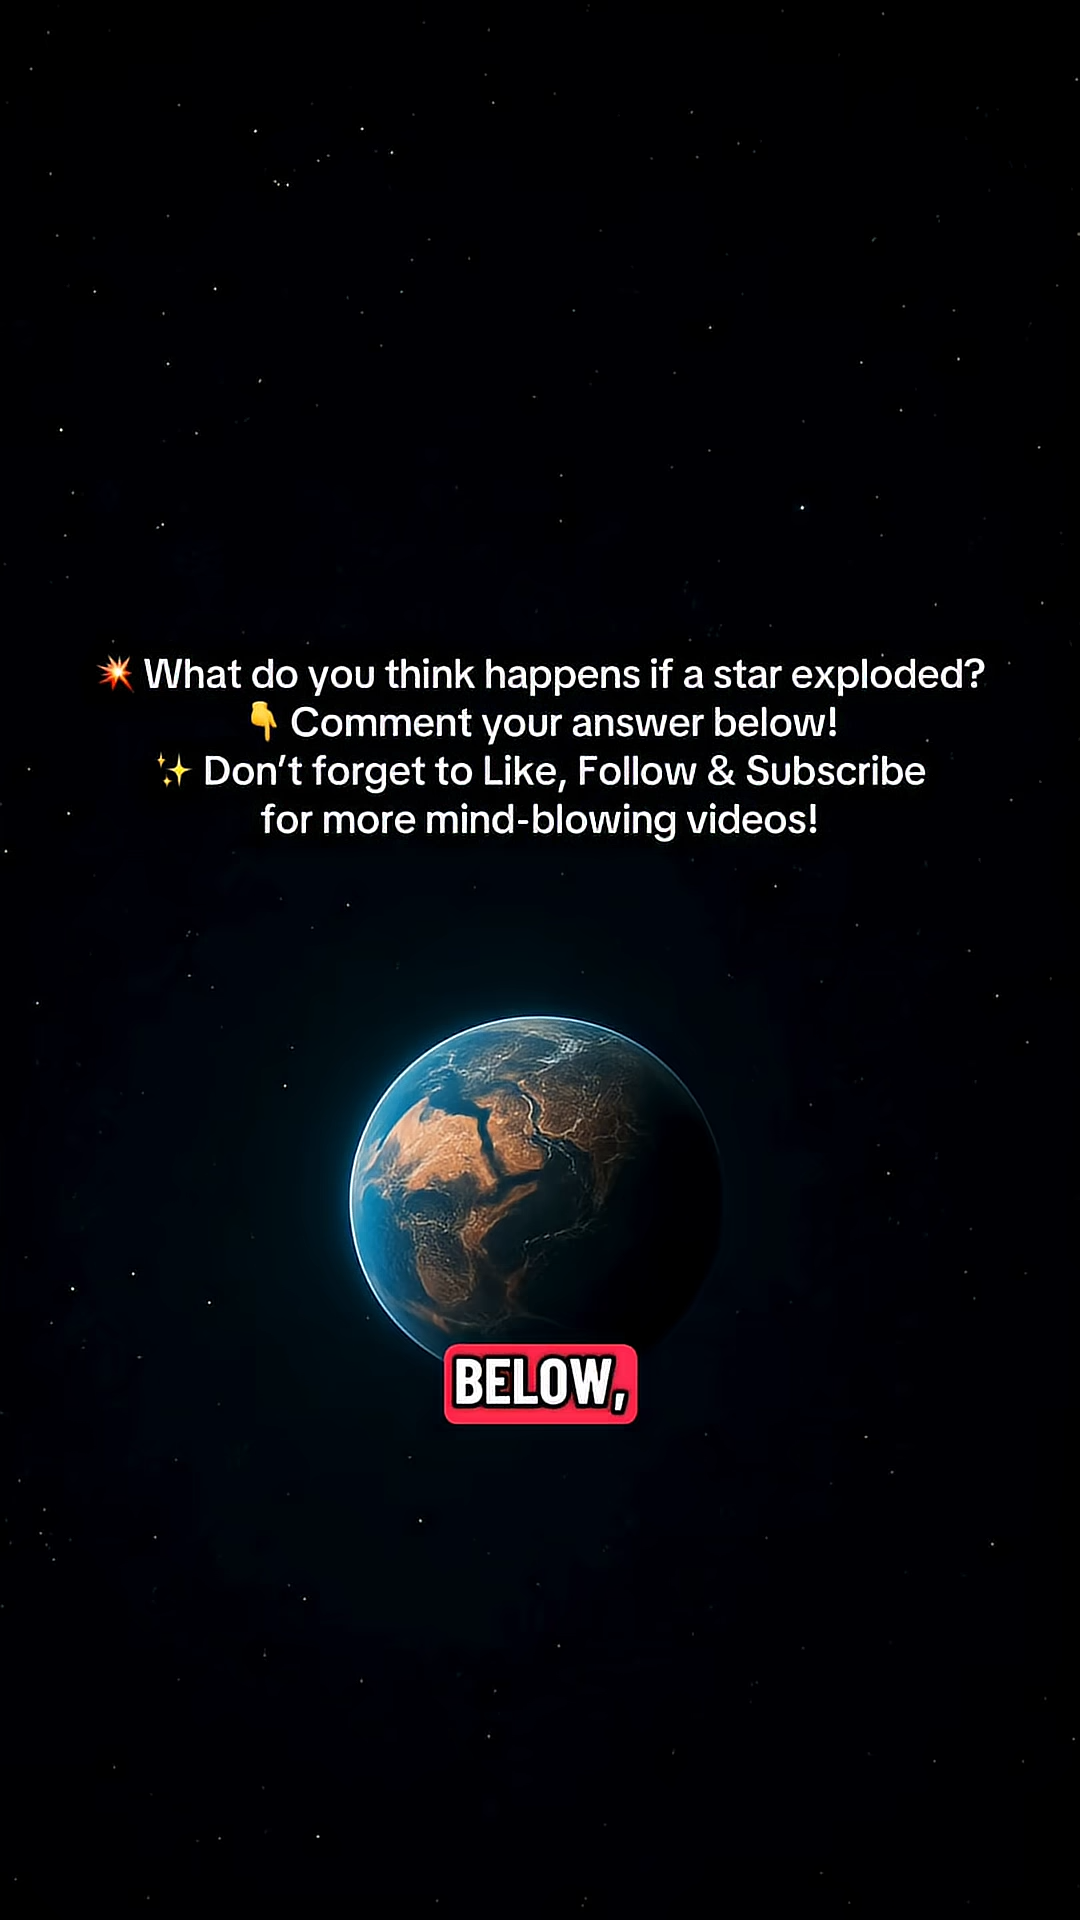 💥 What do you think happens if a star exploded?
👇 Comment your answer below!
✨ Don’t forget to Like, Follow & Subscribe
for more mind-blowing videos!
BELOW,